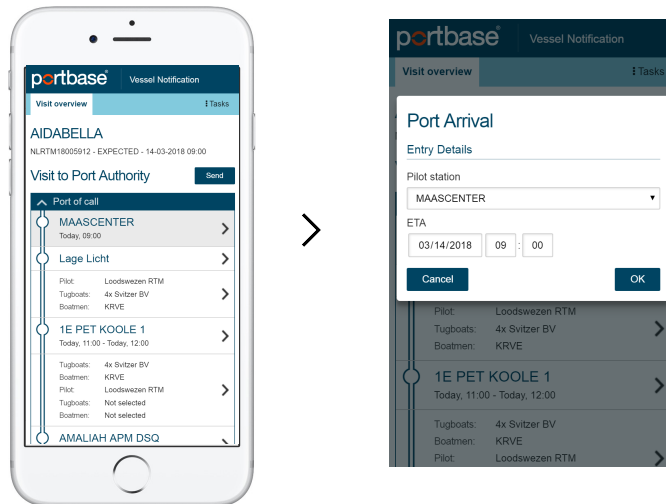 portbase
Vessel Notification
Visit overview
Tasks
AIDABELLA
NLRTM18005912 - EXPECTED - 14-03-2018 09:00
Visit to Port Authority
Send
Port of call
MAASCENTER
Today, 09:00
Lage Licht
Pilot: Loodswezen RTM
Tugboats: 4x Svitzer BV
Boatmen: KRVE
1E PET KOOLE 1
Today, 11:00 - Today, 12:00
Tugboats: 4x Svitzer BV
Boatmen: KRVE
Pilot: Loodswezen RTM
Tugboats: Not selected
Boatmen: Not selected
AMALIAH APM DSQ
portbase
Vessel Notification
Visit overview
Tasks
Port Arrival
Entry Details
Pilot station
MAASCENTER
ETA
03/14/2018 09 : 00
Cancel OK
Pilot: Loodswezen RTM
Tugboats: 4x Svitzer BV
Boatmen: KRVE
1E PET KOOLE 1
Today, 11:00 - Today, 12:00
Tugboats: 4x Svitzer BV
Boatmen: KRVE
Pilot: Loodswezen RTM